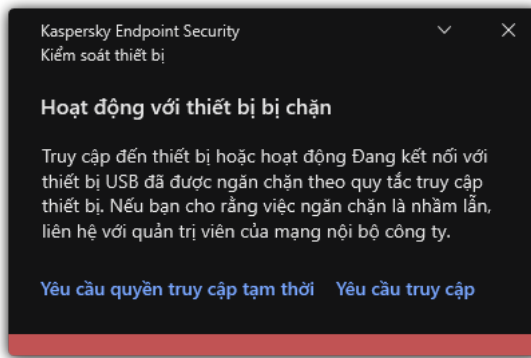 Kaspersky Endpoint Security
Kiểm soát thiết bị
Hoạt động với thiết bị bị chặn
Truy cập đến thiết bị hoặc hoạt động Đang kết nối với
thiết bị USB đã được ngăn chặn theo quy tắc truy cập
thiết bị. Nếu bạn cho rằng việc ngăn chặn là nhầm lẫn,
liên hệ với quản trị viên của mạng nội bộ công ty.
Yêu cầu quyền truy cập tạm thời Yêu cầu truy cập